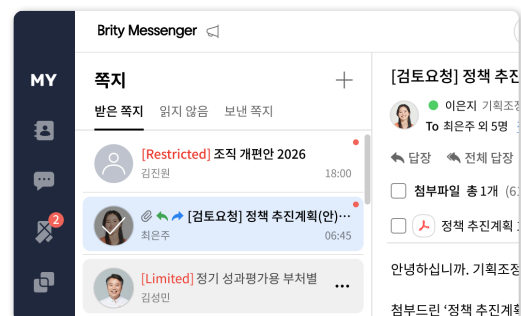 Brity Messenger
MY
쪽지
받은 쪽지 읽지 않음 보낸 쪽지
[Restricted] 조직 개편안 2026
김진원 18:00
[검토요청] 정책 추진계획(안)···
최은주 06:45
[Limited] 정기 성과평가용 부처별
김성민
2
[검토요청] 정책 추진
이은지 기획조정
To 최은주 외 5명
답장 전체 답장
첨부파일 총 1개
정책 추진계획
안녕하십니까. 기획조정
첨부드린 ‘정책 추진계획